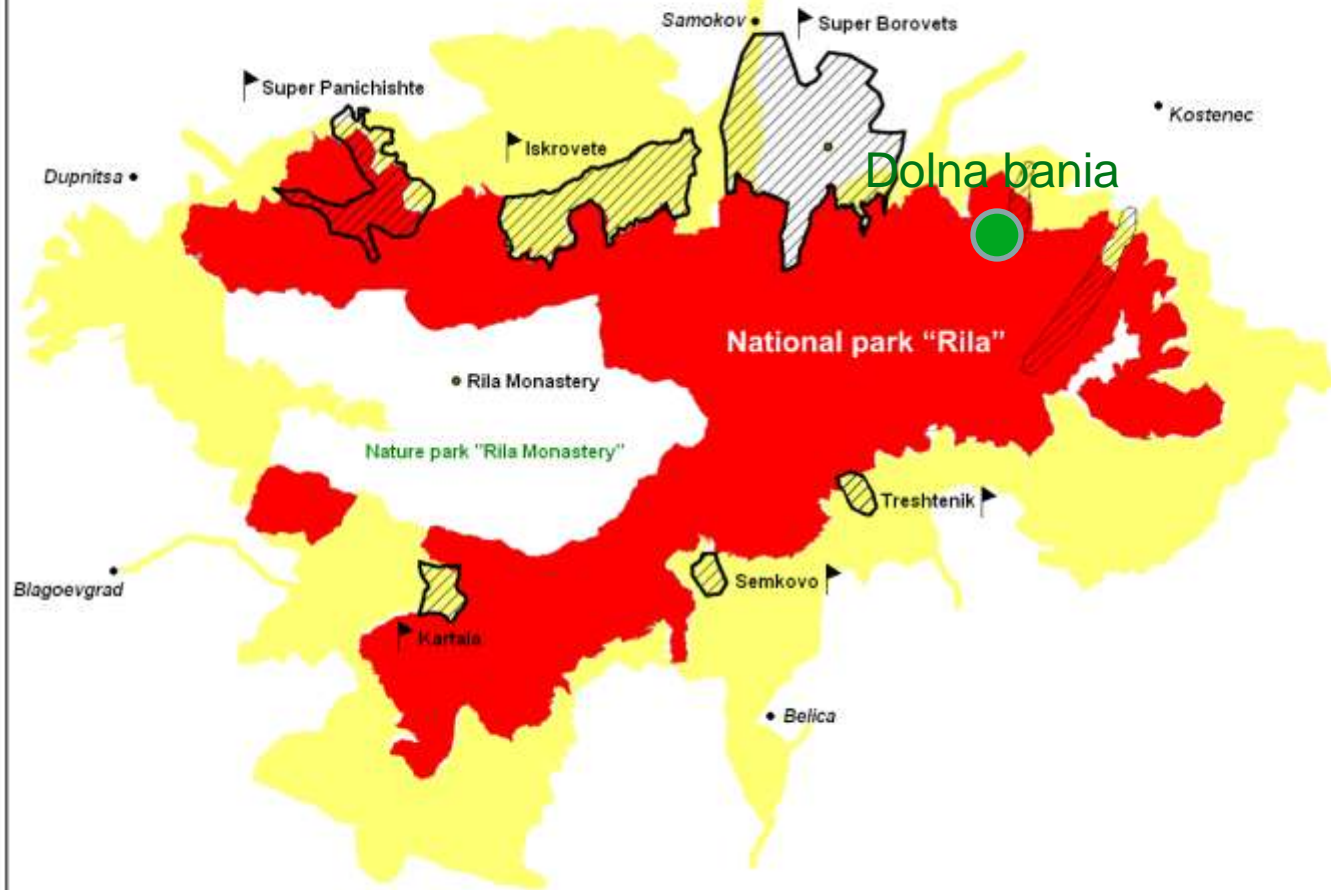 Samokov
Super Borovets
Super Panichishte
Kostenec
Iskrovete
Dupnitsa
Dolna bania
National park “Rila”
Rila Monastery
Nature park "Rila Monastery"
Treshtenik
Semkovo
Blagoevgrad
Kartala
Belica